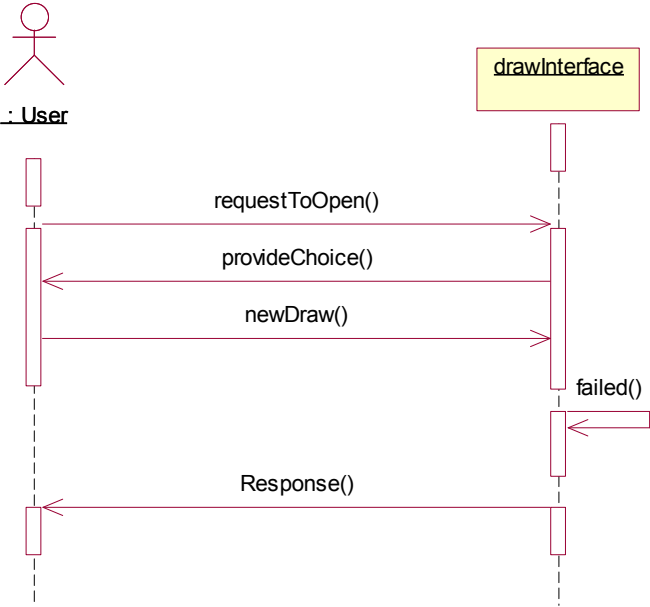 drawInterface
: User
requestToOpen()
provideChoice()
newDraw()
failed()
Response()